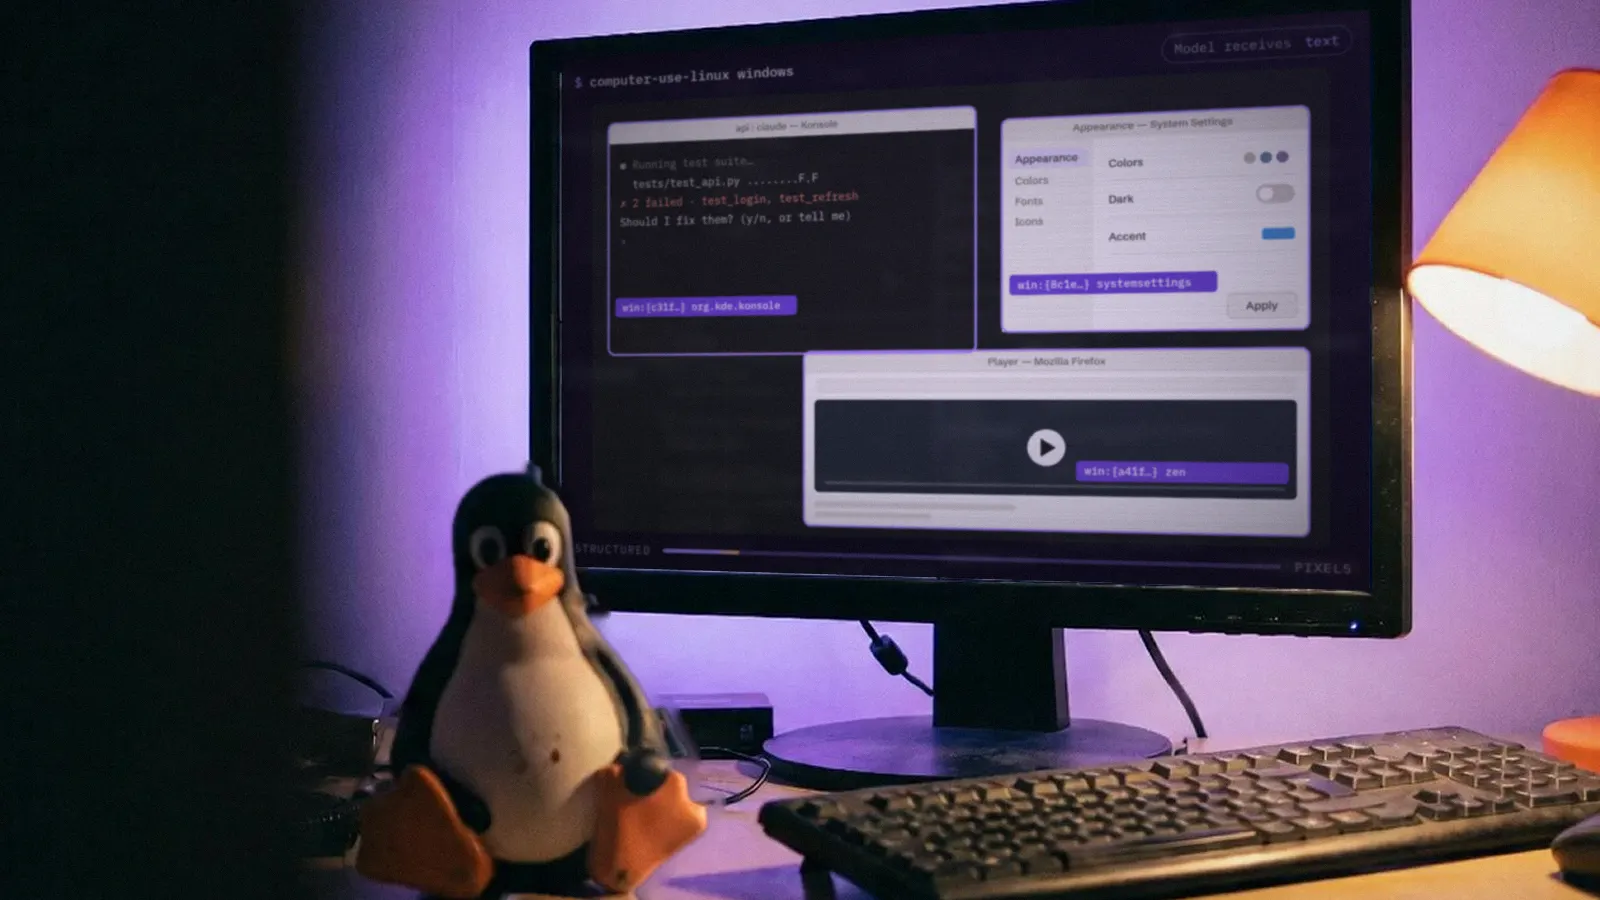 Model receives text
$ computer-use-linux windows
api : claude — Konsole
● Running test suite…
tests/test_api.py ........F.F
✗ 2 failed · test_login, test_refresh
Should I fix them? (y/n, or tell me)
›
win:{c31f…} org.kde.konsole
Appearance — System Settings
Appearance
Colors
Fonts
Icons
Colors
Dark
Accent
win:{8c1e…} systemsettings
Apply
Player — Mozilla Firefox
win:{a41f…} zen
STRUCTURED
PIXELS